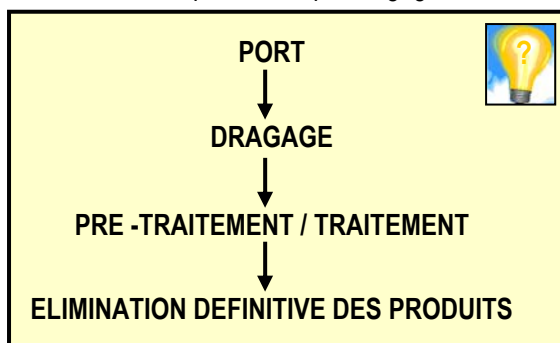 PORT
?
DRAGAGE
PRE -TRAITEMENT / TRAITEMENT
ELIMINATION DEFINITIVE DES PRODUITS